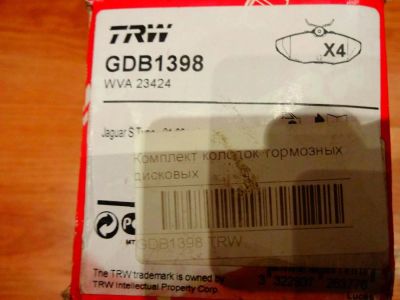 TRW
GDB1398
X4
WVA 23424
Jaguar S Type
Комплект колодок тормозных
дисковых
GDB1398 TRW
The TRW trademark is owned by
TRW Intellectual Property Corp.